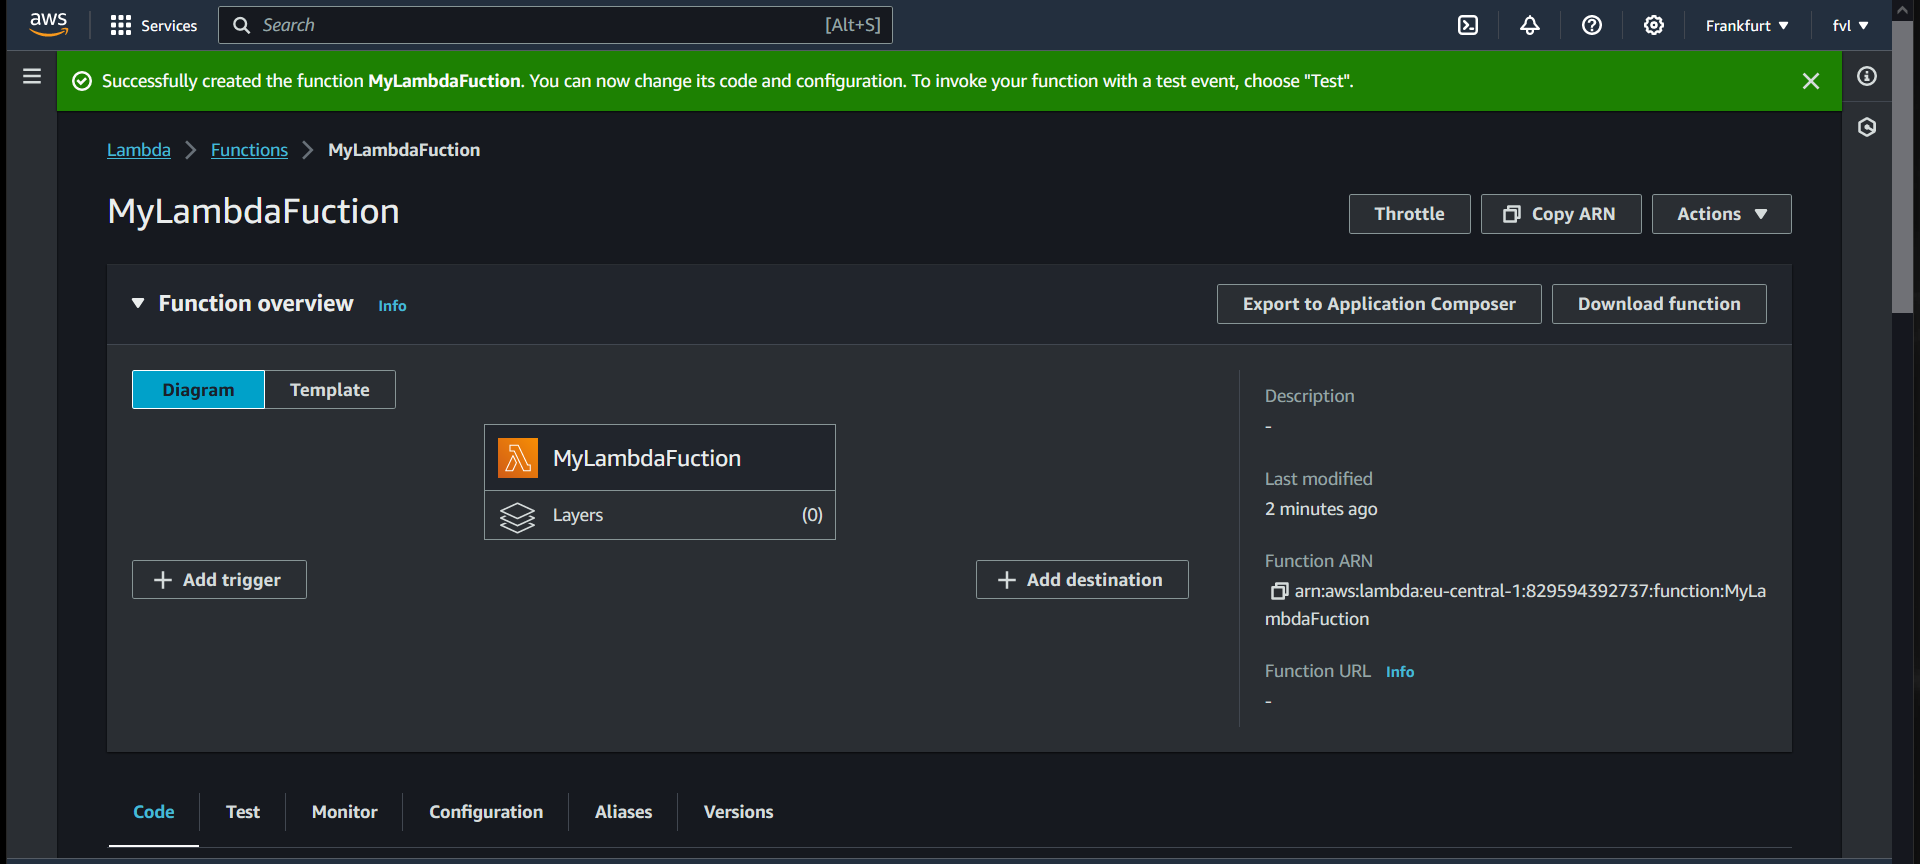 aws Services Search [Alt+S] Frankfurt fvl
Successfully created the function MyLambdaFuction. You can now change its code and configuration. To invoke your function with a test event, choose "Test".
Lambda Functions MyLambdaFuction
MyLambdaFuction
Throttle Copy ARN Actions
Function overview Info
Export to Application Composer Download function
Diagram Template
MyLambdaFuction
Layers (0)
Add trigger
Add destination
Description
-
Last modified
2 minutes ago
Function ARN
arn:aws:lambda:eu-central-1:829594392737:function:MyLa
mbdaFuction
Function URL Info
-
Code Test Monitor Configuration Aliases Versions